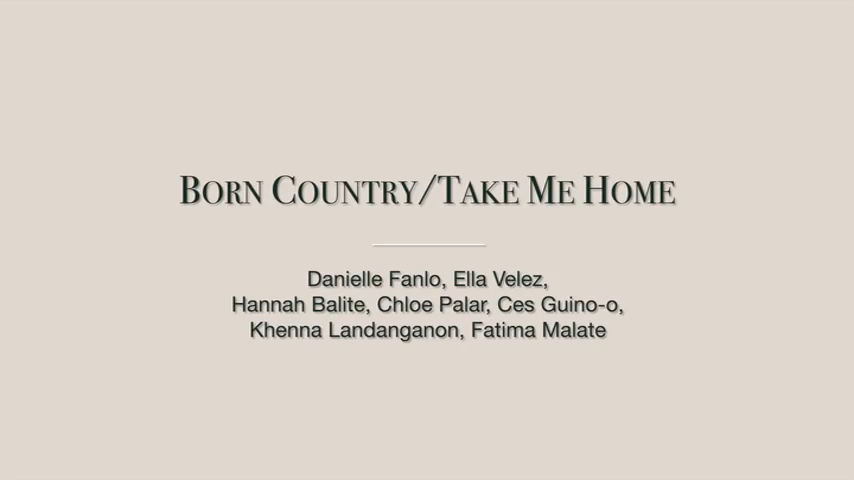 Born Country/Take Me Home
Danielle Fanlo, Ella Velez,
Hannah Balite, Chloe Palar, Ces Guino-o,
Khenna Landanganon, Fatima Malate